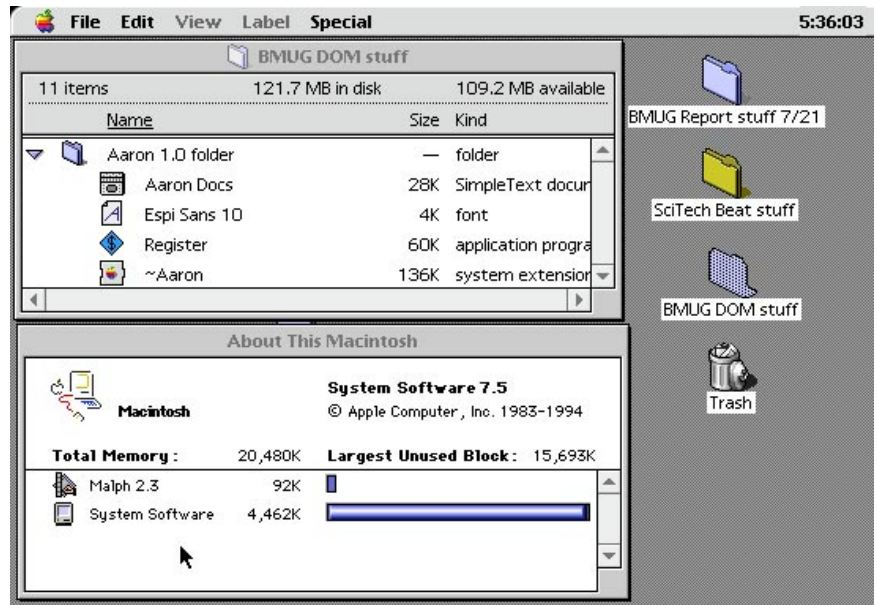 File Edit View Label Special 5:36:03
BMUG DOM stuff
11 items 121.7 MB in disk 109.2 MB available
Name Size Kind
Aaron 1.0 folder — folder
Aaron Docs 28K SimpleText docur
Espi Sans 10 4K font
Register 60K application progra
~Aaron 136K system extension
BMUG Report stuff 7/21
SciTech Beat stuff
BMUG DOM stuff
Trash
About This Macintosh
Macintosh
System Software 7.5
© Apple Computer, Inc. 1983-1994
Total Memory: 20,480K Largest Unused Block: 15,693K
Malph 2.3 92K
System Software 4,462K